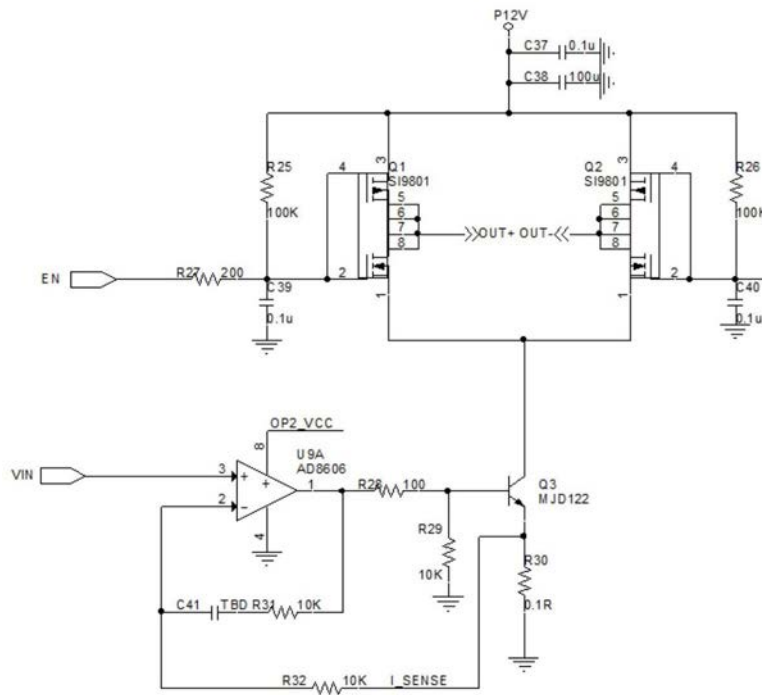 P12V
C37 0.1u
C38 100u
R25
100K
4
3
Q1
SI9801
5
6
7
8
2
1
OUT+ OUT-
Q2
SI9801
3
4
5
6
7
8
2
1
R26
100K
EN
R27 200
C39
0.1u
C40
0.1u
OP2_VCC
8
U9A
AD8606
VIN
3
+
+
2
-
1
4
R28 100
R29
10K
Q3
MJD122
R30
0.1R
C41 TBD R31 10K
R32 10K I_SENSE